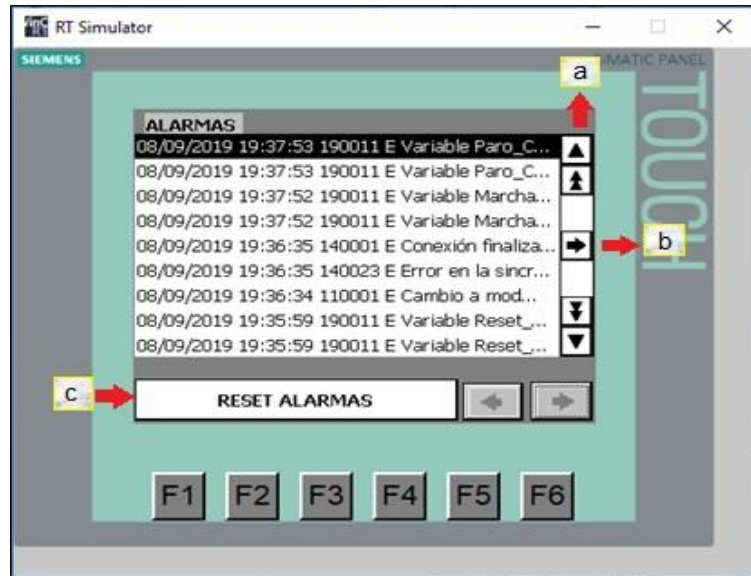 RT Simulator
SIEMENS
SIMATIC PANEL
TOUCH
a
ALARMAS
08/09/2019 19:37:53 190011 E Variable Paro_C...
08/09/2019 19:37:53 190011 E Variable Paro_C...
08/09/2019 19:37:52 190011 E Variable Marcha...
08/09/2019 19:37:52 190011 E Variable Marcha...
08/09/2019 19:36:35 140001 E Conexión finaliza...
b
08/09/2019 19:36:35 140023 E Error en la sincr...
08/09/2019 19:36:34 110001 E Cambio a mod...
08/09/2019 19:35:59 190011 E Variable Reset_...
08/09/2019 19:35:59 190011 E Variable Reset_...
c
RESET ALARMAS
F1 F2 F3 F4 F5 F6